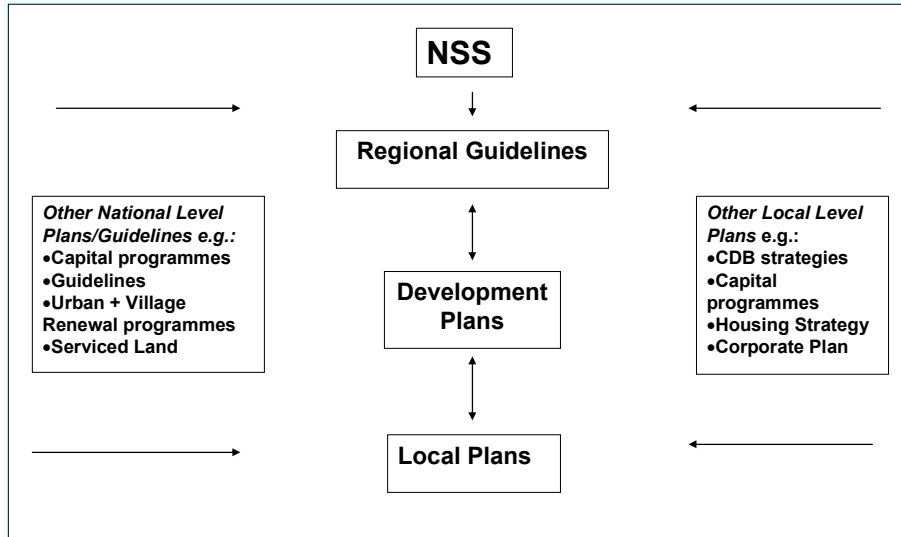 NSS
Regional Guidelines
Other National Level
Plans/Guidelines e.g.:
•Capital programmes
•Guidelines
•Urban + Village
Renewal programmes
•Serviced Land
Development
Plans
Other Local Level
Plans e.g.:
•CDB strategies
•Capital
programmes
•Housing Strategy
•Corporate Plan
Local Plans